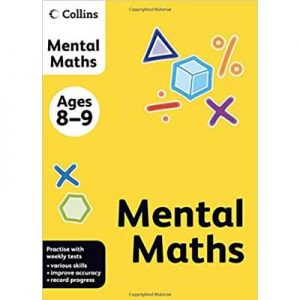 Collins
Mental
Maths
Ages
8–9
Mental
Maths
Practise with
weekly tests
• various skills
• improve accuracy
• record progress